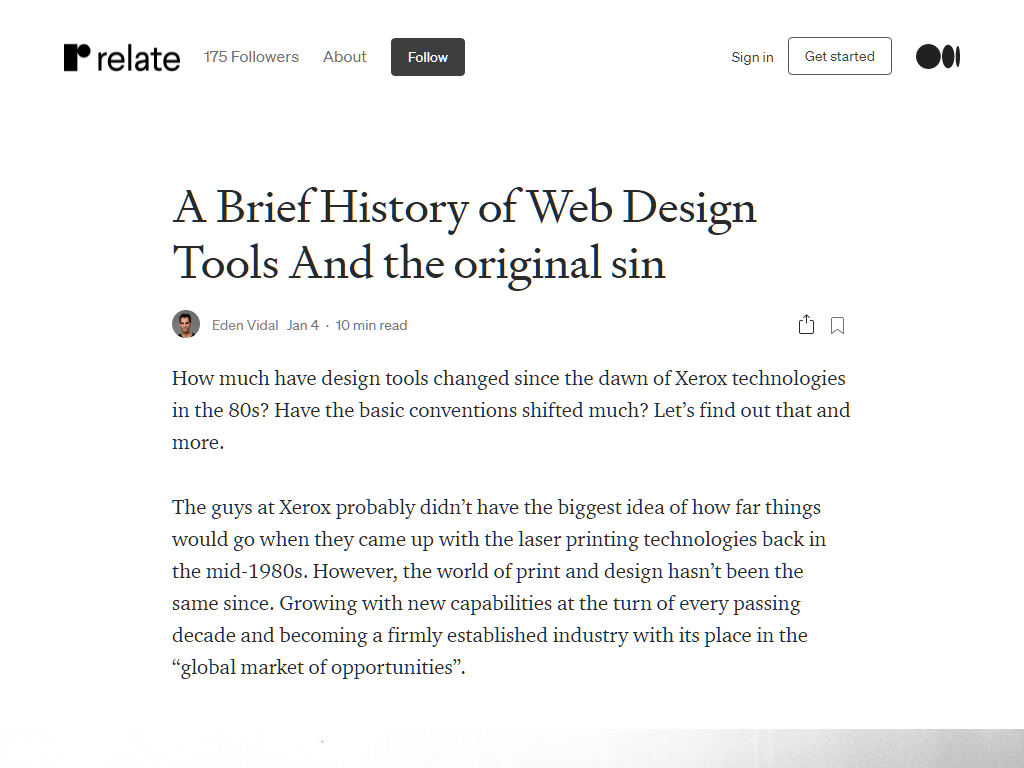 relate 175 Followers About Follow Sign in Get started
A Brief History of Web Design
Tools And the original sin
Eden Vidal Jan 4 · 10 min read
How much have design tools changed since the dawn of Xerox technologies
in the 80s? Have the basic conventions shifted much? Let’s find out that and
more.
The guys at Xerox probably didn’t have the biggest idea of how far things
would go when they came up with the laser printing technologies back in
the mid-1980s. However, the world of print and design hasn’t been the
same since. Growing with new capabilities at the turn of every passing
decade and becoming a firmly established industry with its place in the
“global market of opportunities”.